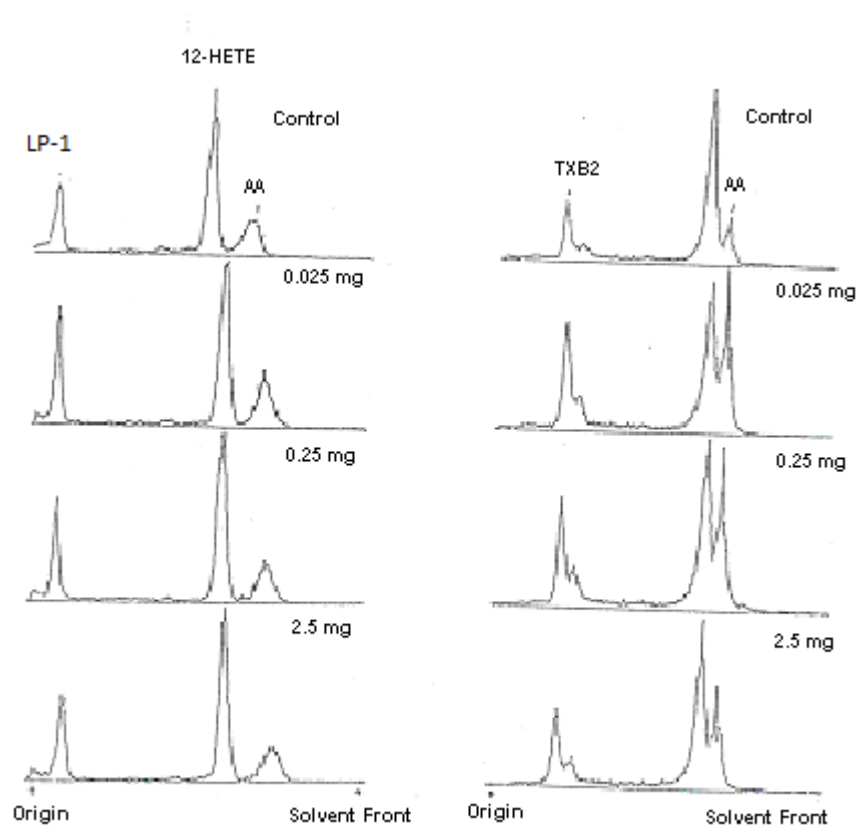 12-HETE
Control
LP-1
AA
0.025 mg
0.25 mg
2.5 mg
Origin
Solvent Front
Control
TXB2
AA
0.025 mg
0.25 mg
2.5 mg
Origin
Solvent Front